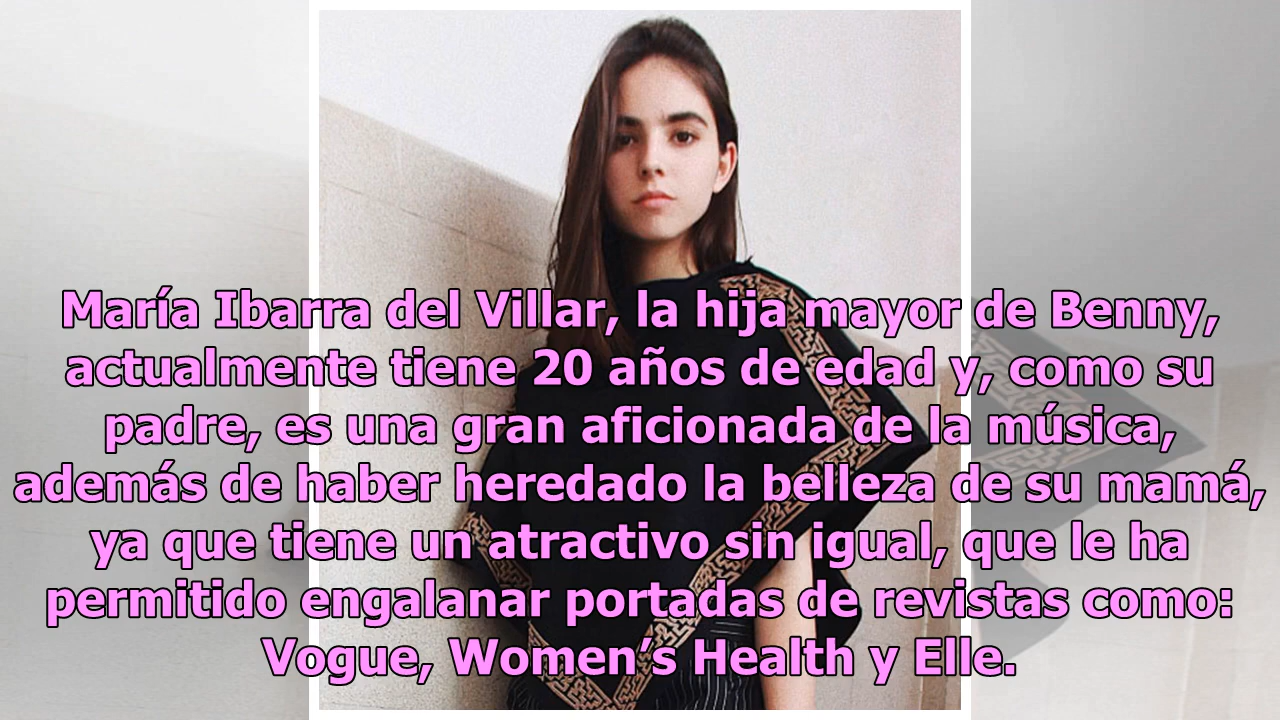 María Ibarra del Villar, la hija mayor de Benny,
actualmente tiene 20 años de edad y, como su
padre, es una gran aficionada de la música,
además de haber heredado la belleza de su mamá,
ya que tiene un atractivo sin igual, que le ha
permitido engalanar portadas de revistas como:
Vogue, Women’s Health y Elle.